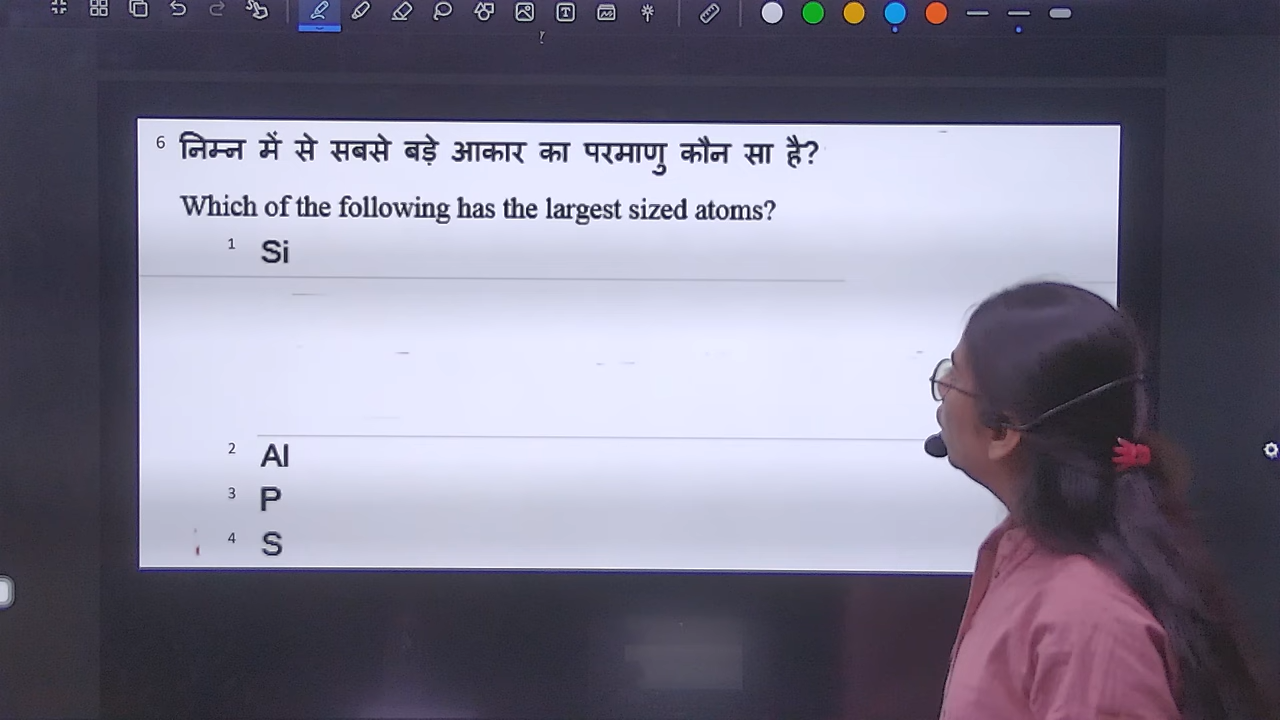 6 निम्न में से सबसे बड़े आकार का परमाणु कौन सा है?
Which of the following has the largest sized atoms?
1 Si
2 Al
3 P
4 S